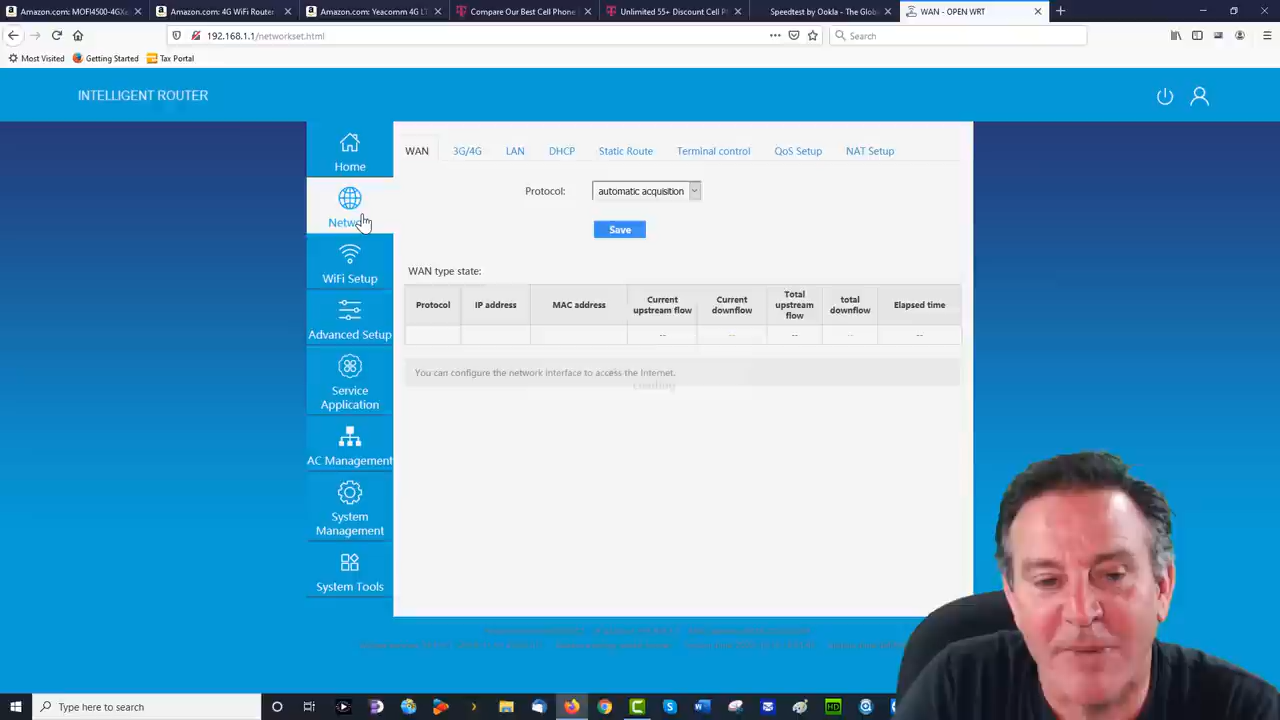 Amazon.com: MOFI4500-4GXe
Amazon.com: 4G WiFi Router
Amazon.com: Yeacomm 4G LT
Compare Our Best Cell Phone
Unlimited 55+ Discount Cell P
Speedtest by Ookla - The Globa
WAN - OPEN WRT
192.168.1.1/networkset.html
Search
Most Visited
Getting Started
Tax Portal
INTELLIGENT ROUTER
Home
Network
WiFi Setup
Advanced Setup
Service
Application
AC Management
System
Management
System Tools
WAN 3G/4G LAN DHCP Static Route Terminal control QoS Setup NAT Setup
Protocol: automatic acquisition
Save
WAN type state:
Protocol
IP address
MAC address
Current
upstream flow
Current
downflow
Total
upstream
flow
total
downflow
Elapsed time
-- -- -- -- --
You can configure the network interface to access the Internet.
Loading
Type here to search